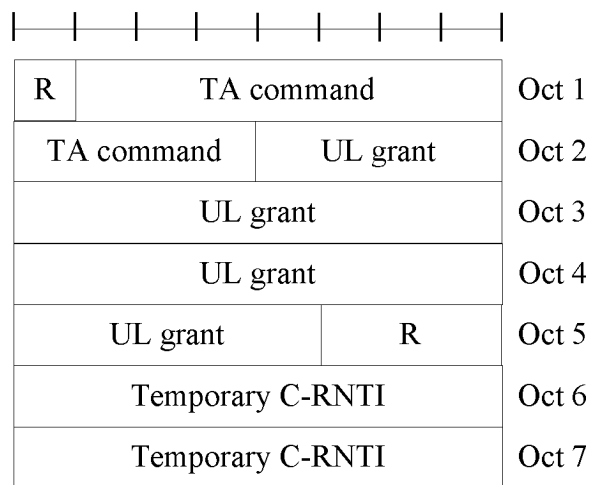 R TA command Oct 1
TA command UL grant Oct 2
UL grant Oct 3
UL grant Oct 4
UL grant R Oct 5
Temporary C-RNTI Oct 6
Temporary C-RNTI Oct 7